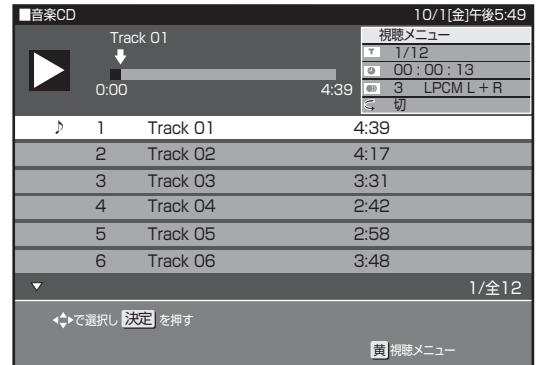 ■音楽CD 10/1[金]午後5:49
Track 01
0:00 4:39
視聴メニュー
T 1/12
00:00:13
3 LPCM L+R
切
♪ 1 Track 01 4:39
2 Track 02 4:17
3 Track 03 3:31
4 Track 04 2:42
5 Track 05 2:58
6 Track 06 3:48
▼ 1/全12
で選択し 決定 を押す
黄 視聴メニュー